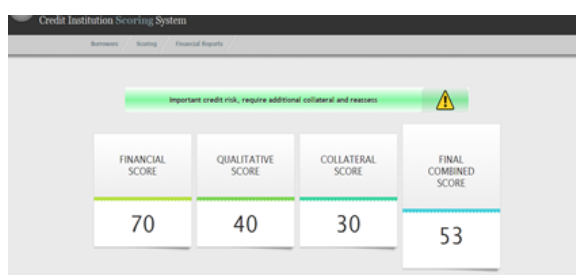 Credit Institution Scoring System
Borrowers / Scoring / Financial Reports /
Important credit risk, require additional collateral and reassess
FINANCIAL
SCORE
70
QUALITATIVE
SCORE
40
COLLATERAL
SCORE
30
FINAL
COMBINED
SCORE
53